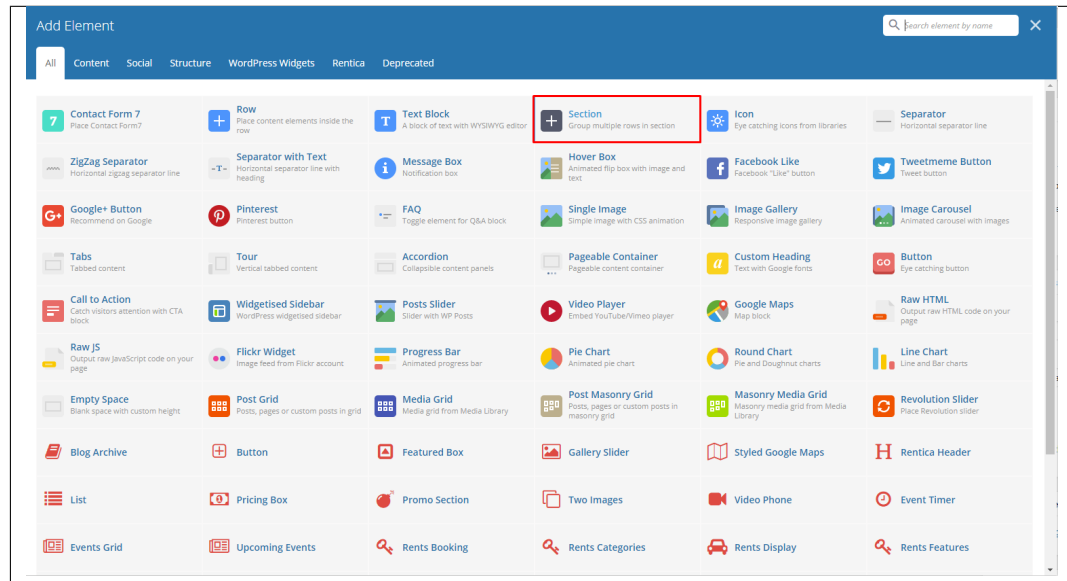 Add Element
Search element by name
All Content Social Structure WordPress Widgets Rentica Deprecated
Contact Form 7
Place Contact Form7
Row
Place content elements inside the
row
Text Block
A block of text with WYSIWYG editor
Section
Group multiple rows in section
Icon
Eye catching icons from libraries
Separator
Horizontal separator line
ZigZag Separator
Horizontal zigzag separator line
Separator with Text
Horizontal separator line with
heading
Message Box
Notification box
Hover Box
Animated flip box with image and
text
Facebook Like
Facebook "Like" button
Tweetmeme Button
Tweet button
Google+ Button
Recommend on Google
Pinterest
Pinterest button
FAQ
Toggle element for Q&A block
Single Image
Simple image with CSS animation
Image Gallery
Responsive image gallery
Image Carousel
Animated carousel with images
Tabs
Tabbed content
Tour
Vertical tabbed content
Accordion
Collapsible content panels
Pageable Container
Pageable content container
Custom Heading
Text with Google fonts
GO
Button
Eye catching button
Call to Action
Catch visitors attention with CTA
block
Widgetised Sidebar
WordPress widgetised sidebar
Posts Slider
Slider with WP Posts
Video Player
Embed YouTube/Vimeo player
Google Maps
Map block
Raw HTML
Output raw HTML code on your
page
Raw JS
Output raw JavaScript code on your
page
Flickr Widget
Image feed from Flickr account
Progress Bar
Animated progress bar
Pie Chart
Animated pie chart
Round Chart
Pie and Doughnut charts
Line Chart
Line and Bar charts
Empty Space
Blank space with custom height
Post Grid
Posts, pages or custom posts in grid
Media Grid
Media grid from Media Library
Post Masonry Grid
Posts, pages or custom posts in
masonry grid
Masonry Media Grid
Masonry media grid from Media
Library
Revolution Slider
Place Revolution slider
Blog Archive
Button
Featured Box
Gallery Slider
Styled Google Maps
Rentica Header
List
Pricing Box
Promo Section
Two Images
Video Phone
Event Timer
Events Grid
Upcoming Events
Rents Booking
Rents Categories
Rents Display
Rents Features